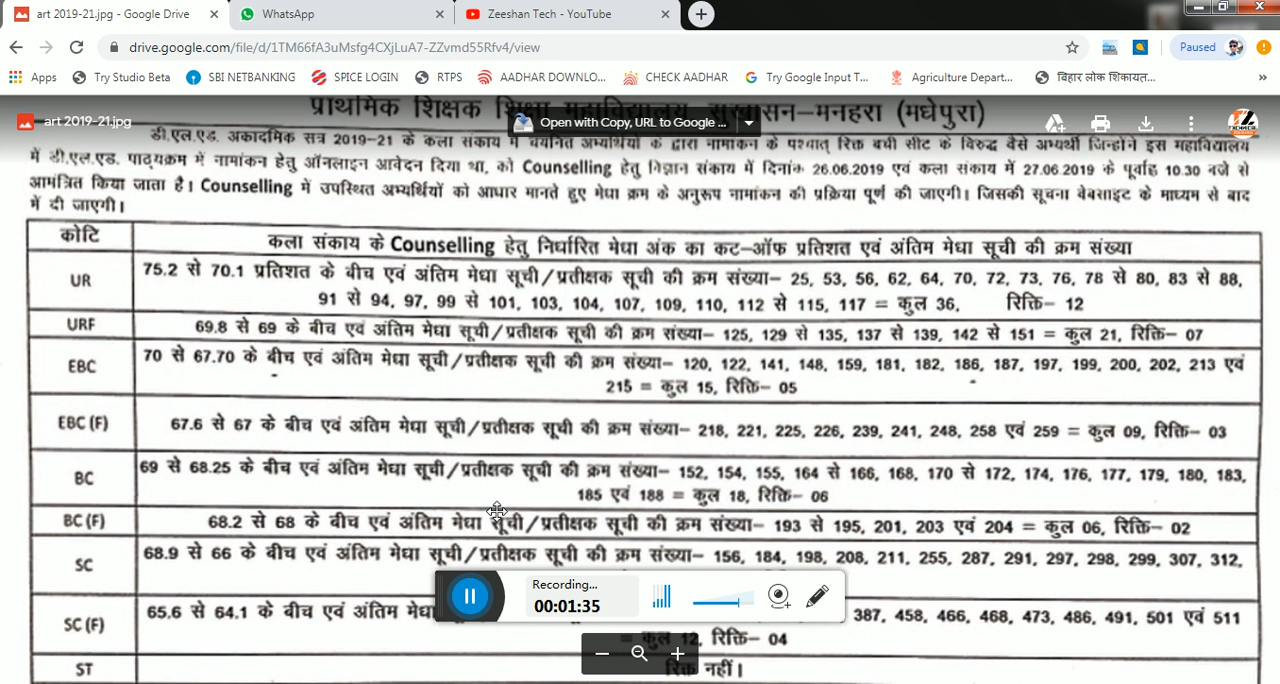 art 2019-21.jpg - Google Drive
WhatsApp
Zeeshan Tech - YouTube
drive.google.com/file/d/1TM66fA3uMsfg4CXjLuA7-ZZvmd55Rfv4/view
Paused
Apps
Try Studio Beta
SBI NETBANKING
SPICE LOGIN
RTPS
AADHAR DOWNLO...
CHECK AADHAR
Try Google Input T...
Agriculture Depart...
बिहार लोक शिकायत...
प्राथमिक शिक्षक शिक्षा महाविद्यालय सुखासन-मनहरा (मधेपुरा)
art 2019-21.jpg
Open with Copy, URL to Google ...
डी.एल.एड. अकादमिक सत्र 2019-21 के कला संकाय में चयनित अभ्यर्थियों के द्वारा नामांकन के पश्चात् रिक्त बची सीट के विरुद्ध वैसे अभ्यर्थी जिन्होंने इस महाविद्यालय
में डी.एल.एड. पाठ्यक्रम में नामांकन हेतु ऑनलाइन आवेदन दिया था, को Counselling हेतु विज्ञान संकाय में दिनांक 26.06.2019 एवं कला संकाय में 27.06.2019 के पूर्वाह्न 10.30 बजे से
आमंत्रित किया जाता है। Counselling में उपस्थित अभ्यर्थियों को आधार मानते हुए मेधा क्रम के अनुरूप नामांकन की प्रक्रिया पूर्ण की जाएगी। जिसकी सूचना वेबसाइट के माध्यम से बाद
में दी जाएगी।
कोटि
कला संकाय के Counselling हेतु निर्धारित मेधा अंक का कट-ऑफ प्रतिशत एवं अंतिम मेधा सूची की क्रम संख्या
UR
75.2 से 70.1 प्रतिशत के बीच एवं अंतिम मेधा सूची/प्रतीक्षक सूची की क्रम संख्या- 25, 53, 56, 62, 64, 70, 72, 73, 76, 78 से 80, 83 से 88,
91 से 94, 97, 99 से 101, 103, 104, 107, 109, 110, 112 से 115, 117 = कुल 36, रिक्ति- 12
URF
69.8 से 69 के बीच एवं अंतिम मेधा सूची/प्रतीक्षक सूची की क्रम संख्या- 125, 129 से 135, 137 से 139, 142 से 151 = कुल 21, रिक्ति- 07
EBC
70 से 67.70 के बीच एवं अंतिम मेधा सूची/प्रतीक्षक सूची की क्रम संख्या- 120, 122, 141, 148, 159, 181, 182, 186, 187, 197, 199, 200, 202, 213 एवं
215 = कुल 15, रिक्ति- 05
EBC (F)
67.6 से 67 के बीच एवं अंतिम मेधा सूची/प्रतीक्षक सूची की क्रम संख्या- 218, 221, 225, 226, 239, 241, 248, 258 एवं 259 = कुल 09, रिक्ति- 03
BC
69 से 68.25 के बीच एवं अंतिम मेधा सूची/प्रतीक्षक सूची की क्रम संख्या- 152, 154, 155, 164 से 166, 168, 170 से 172, 174, 176, 177, 179, 180, 183,
185 एवं 188 = कुल 18, रिक्ति- 06
BC (F)
68.2 से 68 के बीच एवं अंतिम मेधा सूची/प्रतीक्षक सूची की क्रम संख्या- 193 से 195, 201, 203 एवं 204 = कुल 06, रिक्ति- 02
SC
68.9 से 66 के बीच एवं अंतिम मेधा सूची/प्रतीक्षक सूची की क्रम संख्या- 156, 184, 198, 208, 211, 255, 287, 291, 297, 298, 299, 307, 312,
Recording...
00:01:35
SC (F)
65.6 से 64.1 के बीच एवं अंतिम मेधा 387, 458, 466, 468, 473, 486, 491, 501 एवं 511
= कुल 12, रिक्ति- 04
ST
रिक्त नहीं।